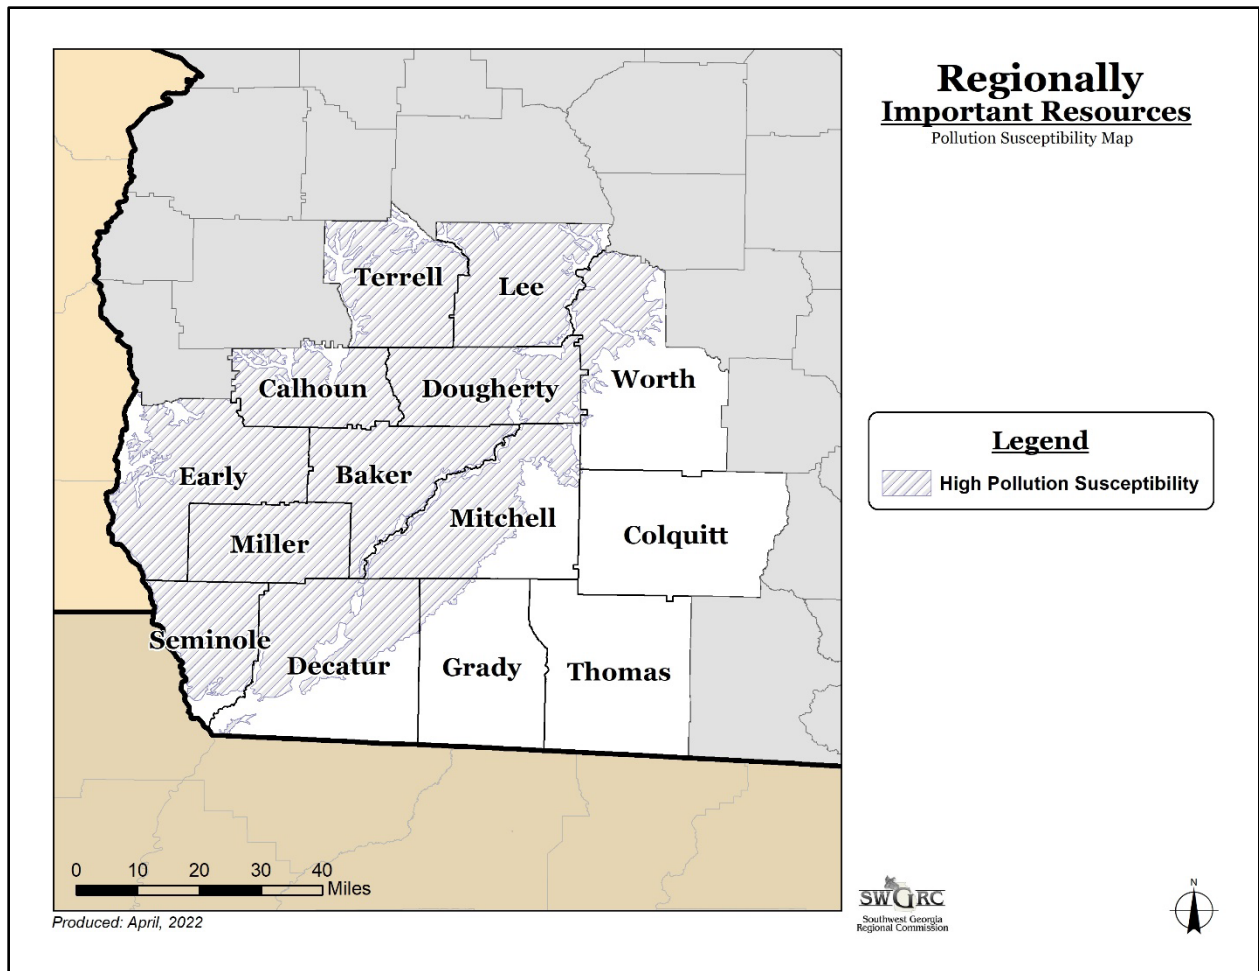 Regionally
Important Resources
Pollution Susceptibility Map
Terrell
Lee
Calhoun
Dougherty
Worth
Early
Baker
Mitchell
Miller
Colquitt
Seminole
Decatur
Grady
Thomas
Legend
High Pollution Susceptibility
0 10 20 30 40
Miles
Produced: April, 2022
SWGRC
Southwest Georgia
Regional Commission
N